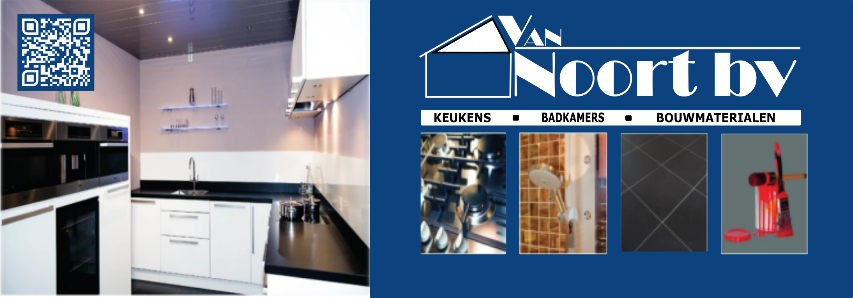 VAN
NOORT bv
KEUKENS ▪ BADKAMERS ▪ BOUWMATERIALEN